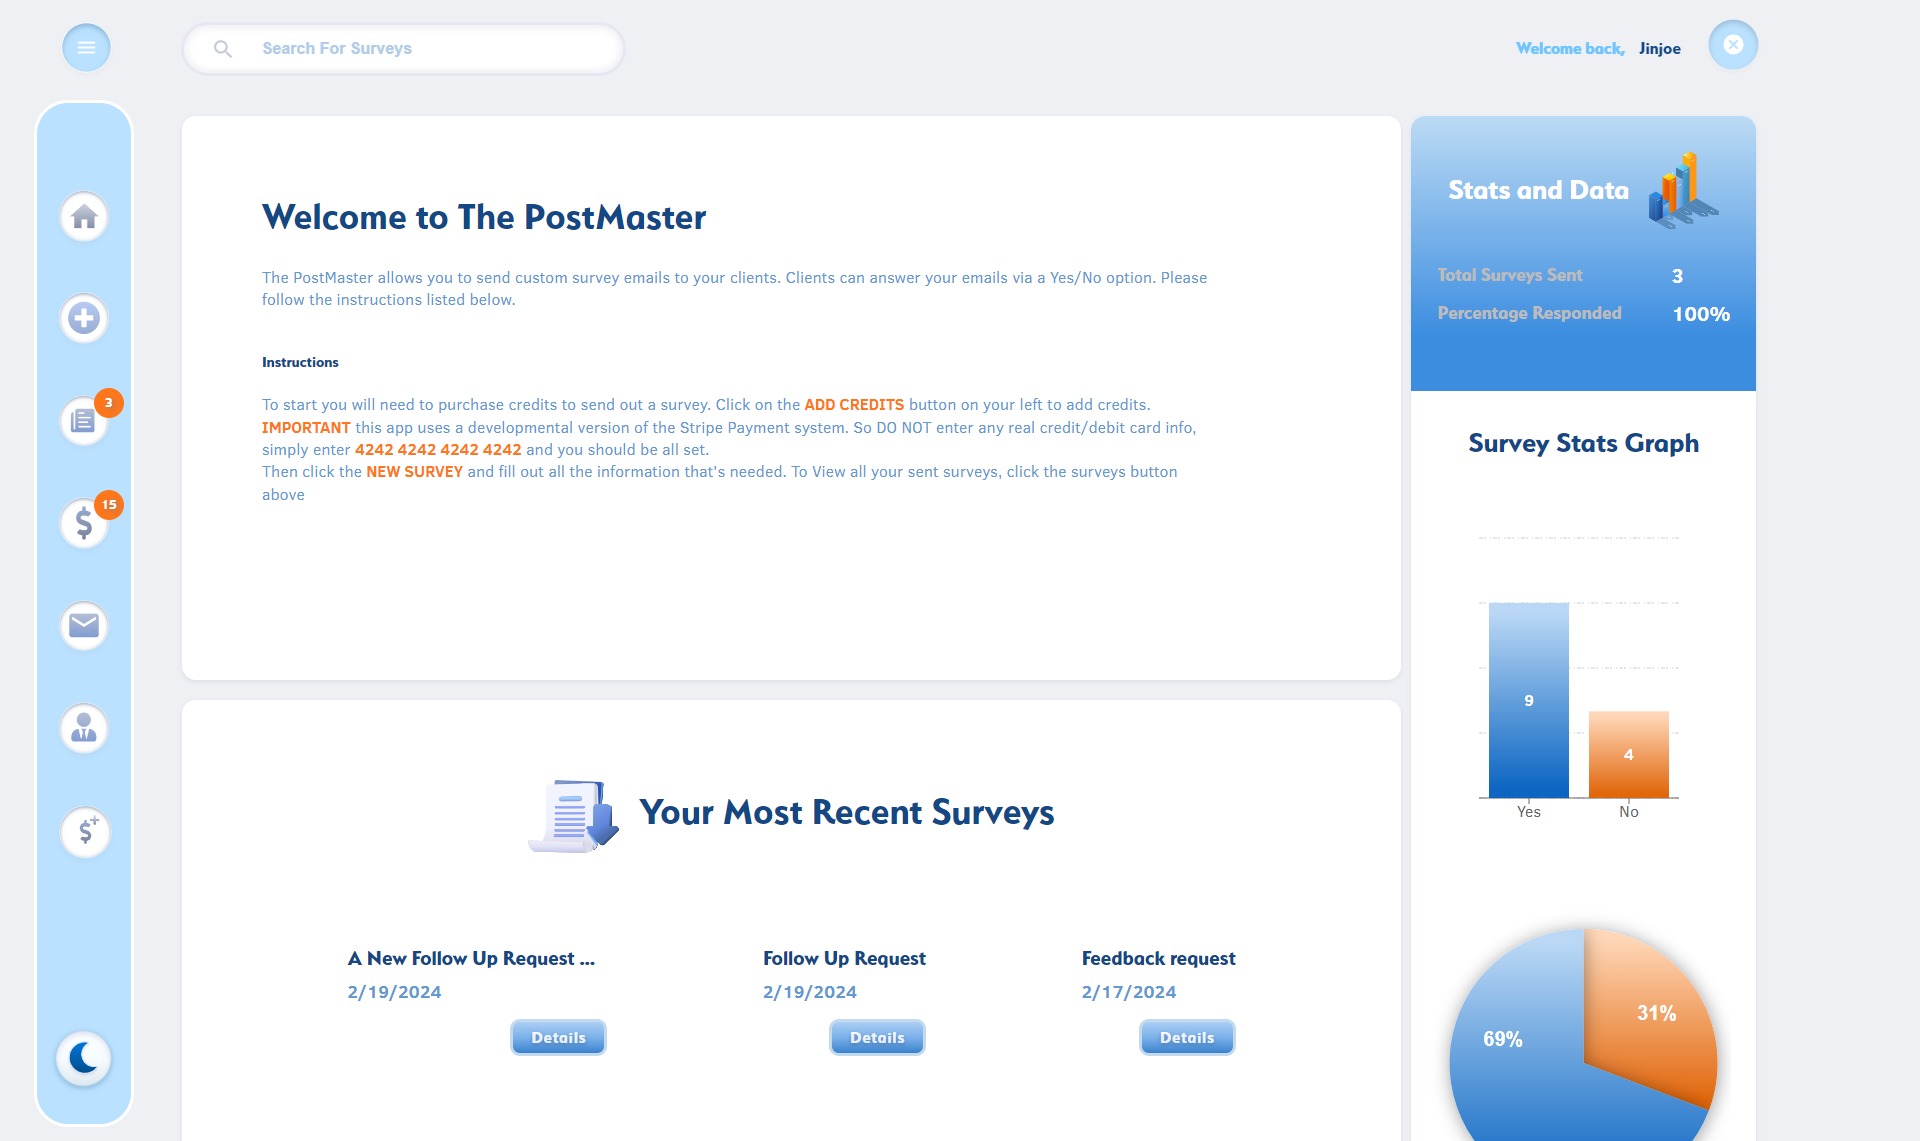 Search For Surveys
Welcome back, Jinjoe
3
15
Welcome to The PostMaster
The PostMaster allows you to send custom survey emails to your clients. Clients can answer your emails via a Yes/No option. Please
follow the instructions listed below.
Instructions
To start you will need to purchase credits to send out a survey. Click on the ADD CREDITS button on your left to add credits.
IMPORTANT this app uses a developmental version of the Stripe Payment system. So DO NOT enter any real credit/debit card info,
simply enter 4242 4242 4242 4242 and you should be all set.
Then click the NEW SURVEY and fill out all the information that's needed. To View all your sent surveys, click the surveys button
above
Your Most Recent Surveys
A New Follow Up Request ...
2/19/2024
Details
Follow Up Request
2/19/2024
Details
Feedback request
2/17/2024
Details
Stats and Data
Total Surveys Sent 3
Percentage Responded 100%
Survey Stats Graph
9
4
Yes No
31%
69%